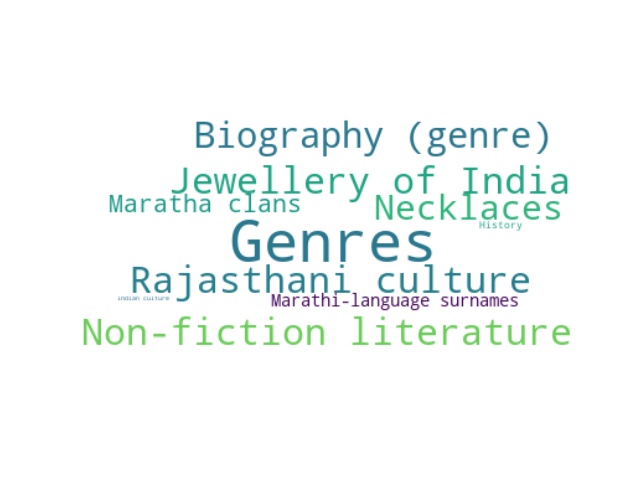 Biography (genre)
Jewellery of India
Maratha clans
Necklaces
History
Genres
Rajasthani culture
indian culture
Marathi-language surnames
Non-fiction literature